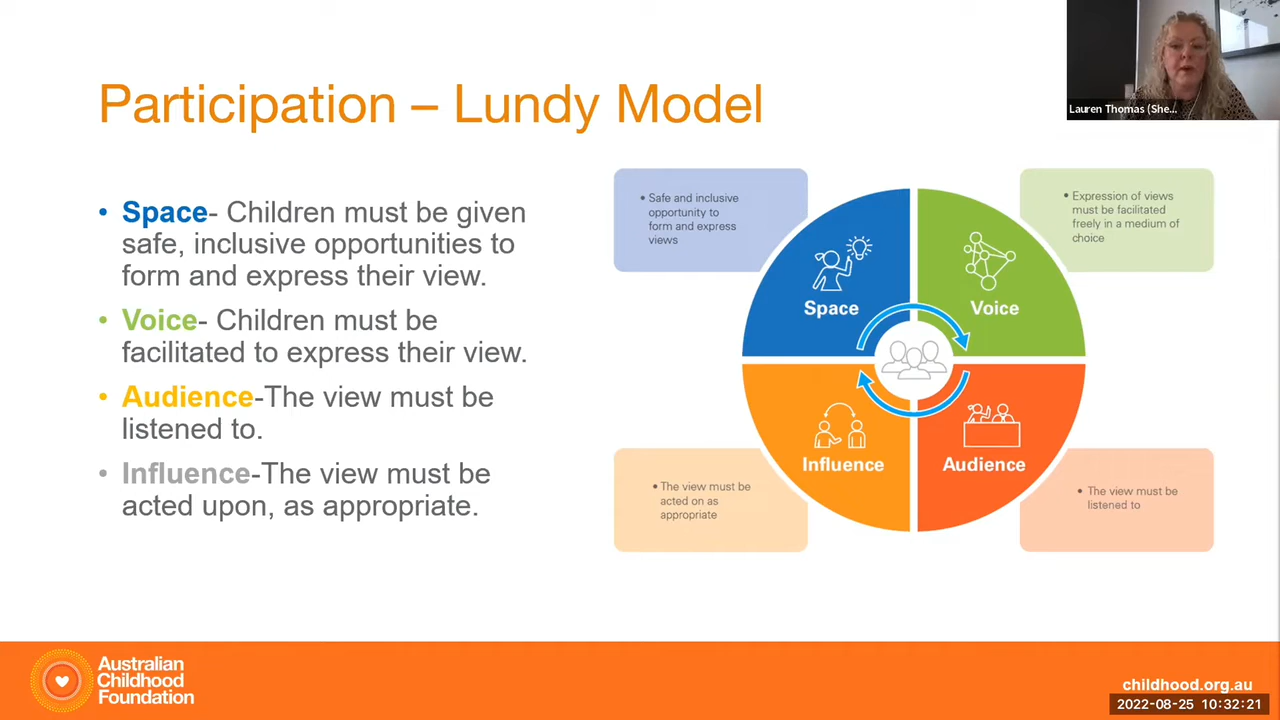 Participation – Lundy Model
Lauren Thomas (She...
• Space- Children must be given
safe, inclusive opportunities to
form and express their view.
• Voice- Children must be
facilitated to express their view.
• Audience-The view must be
listened to.
• Influence-The view must be
acted upon, as appropriate.
• Safe and inclusive
opportunity to
form and express
views
• Expression of views
must be facilitated
freely in a medium of
choice
Space
Voice
Influence
Audience
• The view must be
acted on as
appropriate
• The view must be
listened to
Australian
Childhood
Foundation
childhood.org.au
2022-08-25 10:32:21